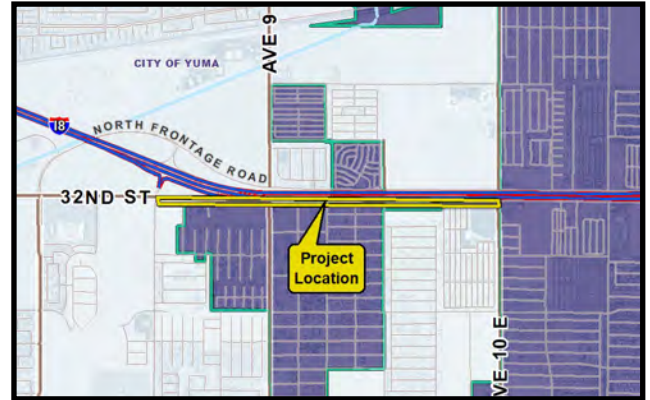 CITY OF YUMA
AVE 9
18
NORTH FRONTAGE ROAD
32ND ST
Project
Location
VE 10 E